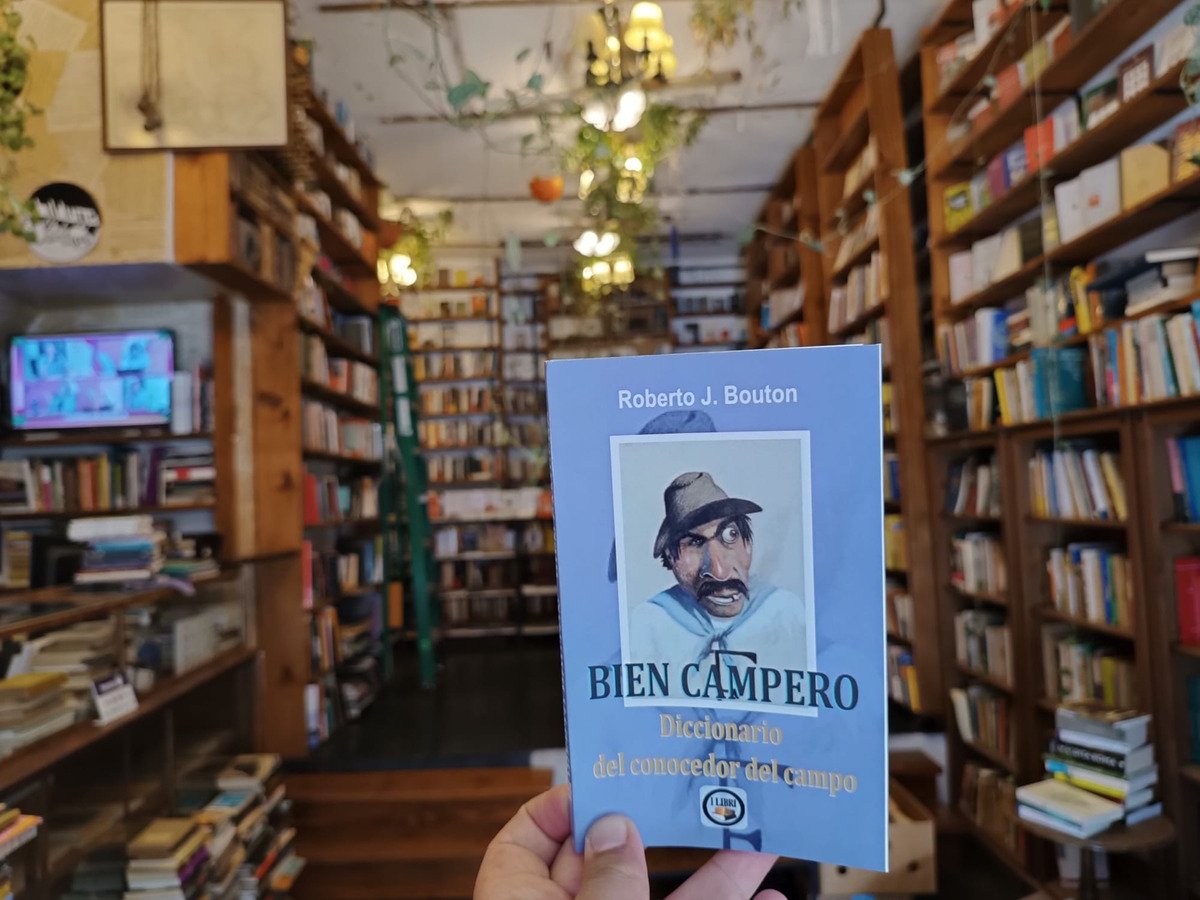 Roberto J. Bouton
BIEN CAMPERO
Diccionario
del conocedor del campo
I LIBRI